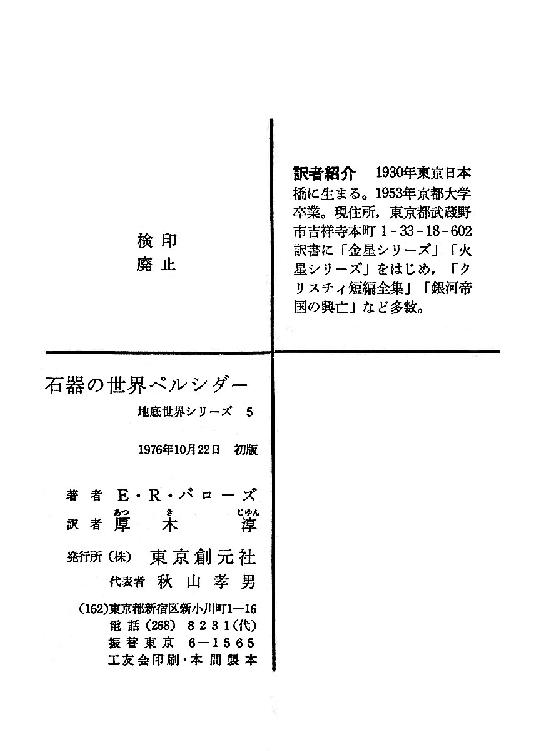 検印
廃止
訳者紹介　1930年東京日本
橋に生まる。1953年京都大学
卒業。現住所，東京都武蔵野
市吉祥寺本町1-33-18-602
訳書に「金星シリーズ」「火
星シリーズ」をはじめ，「ク
リスティ短編全集」「銀河帝
国の興亡」など多数。
石器の世界ペルシダー
地底世界シリーズ　5
1976年10月22日　初版
著者　E・R・バローズ
あつ　き　じゅん
訳者　厚木　淳
発行所（株）東京創元社
代表者　秋山孝男
(162)東京都新宿区新小川町1—16
電話(268) 8231(代)
振替東京　6—1565
工友会印刷・本間製本